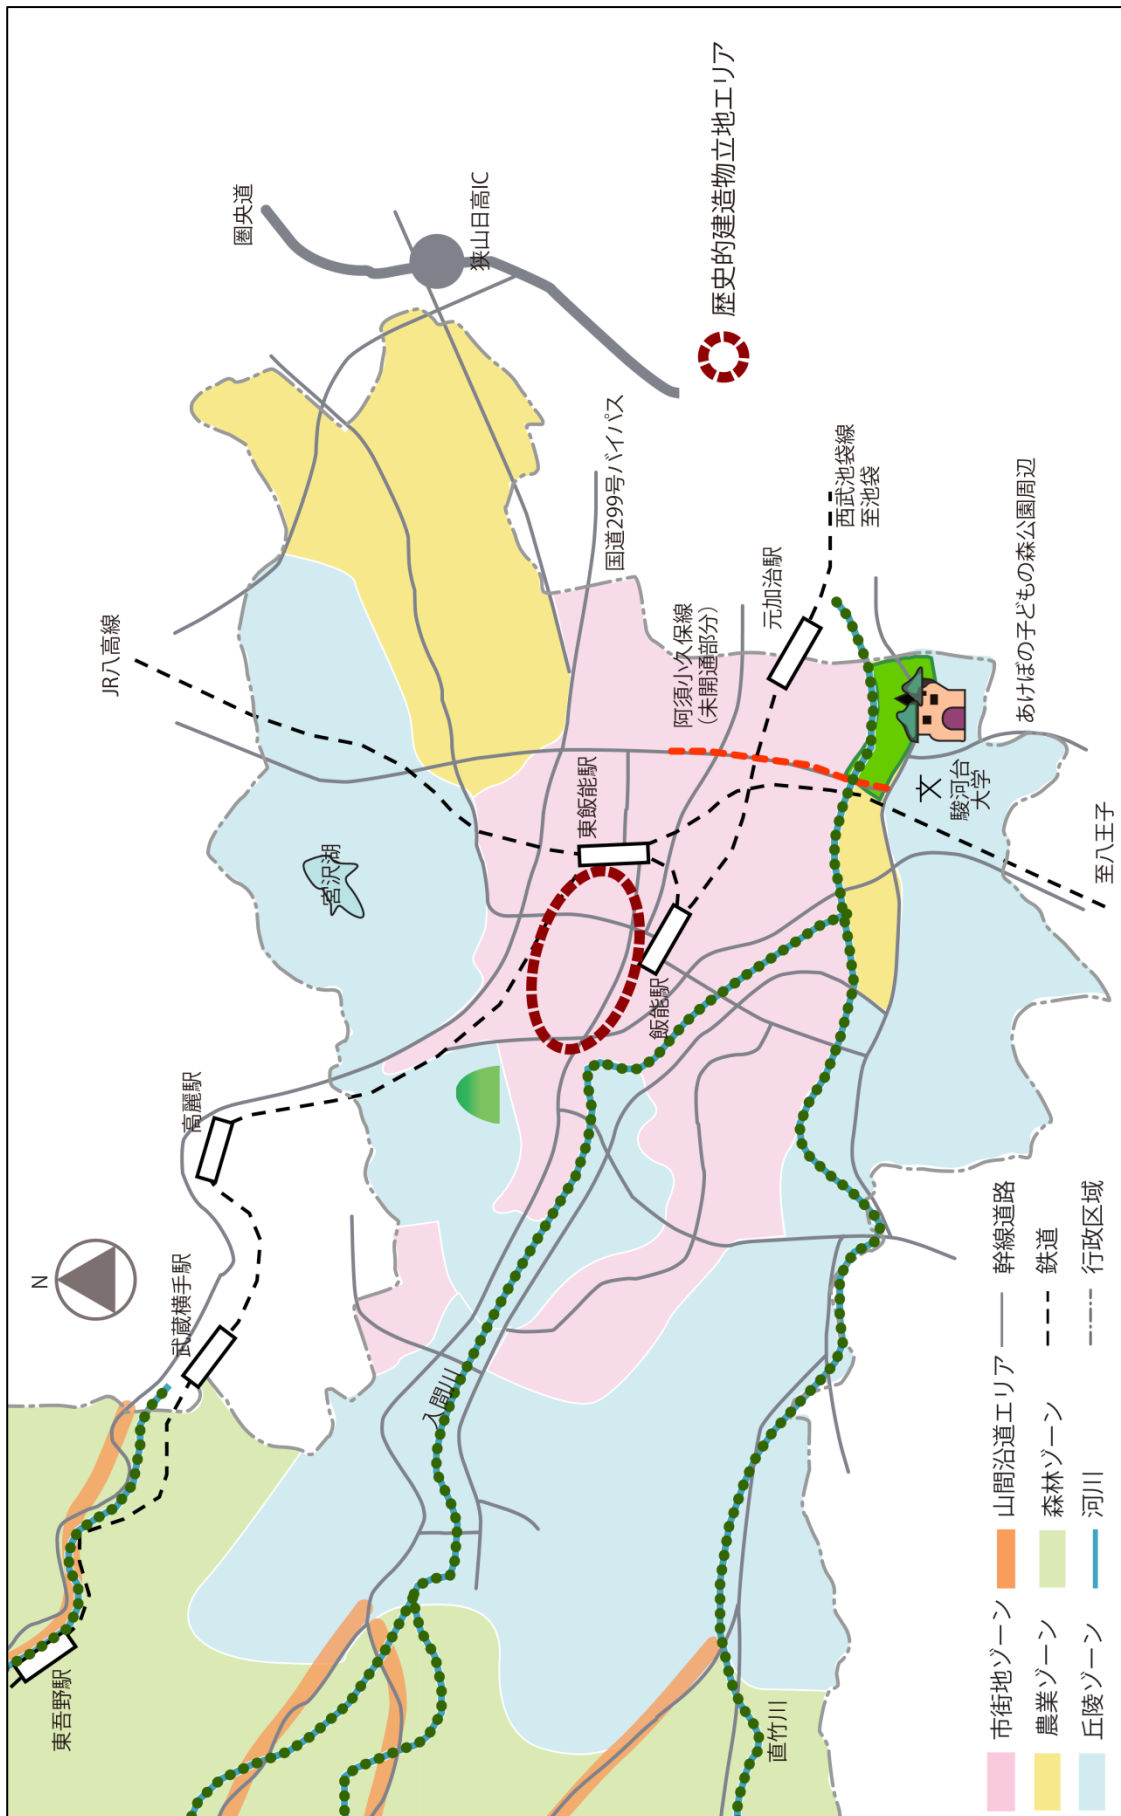 圏央道
狭山日高IC
歴史的建造物立地エリア
JR八高線
国道299号バイパス
西武池袋線
至池袋
元加治駅
阿須小久保線
(未開通部分)
あけぼの子どもの森公園周辺
駿河台
大学
文
至八王子
東飯能駅
飯能駅
宮沢湖
高麗駅
N
武蔵横手駅
入間川
東吾野駅
直竹川
市街地ゾーン
山間沿道エリア
幹線道路
農業ゾーン
森林ゾーン
鉄道
丘陵ゾーン
河川
行政区域